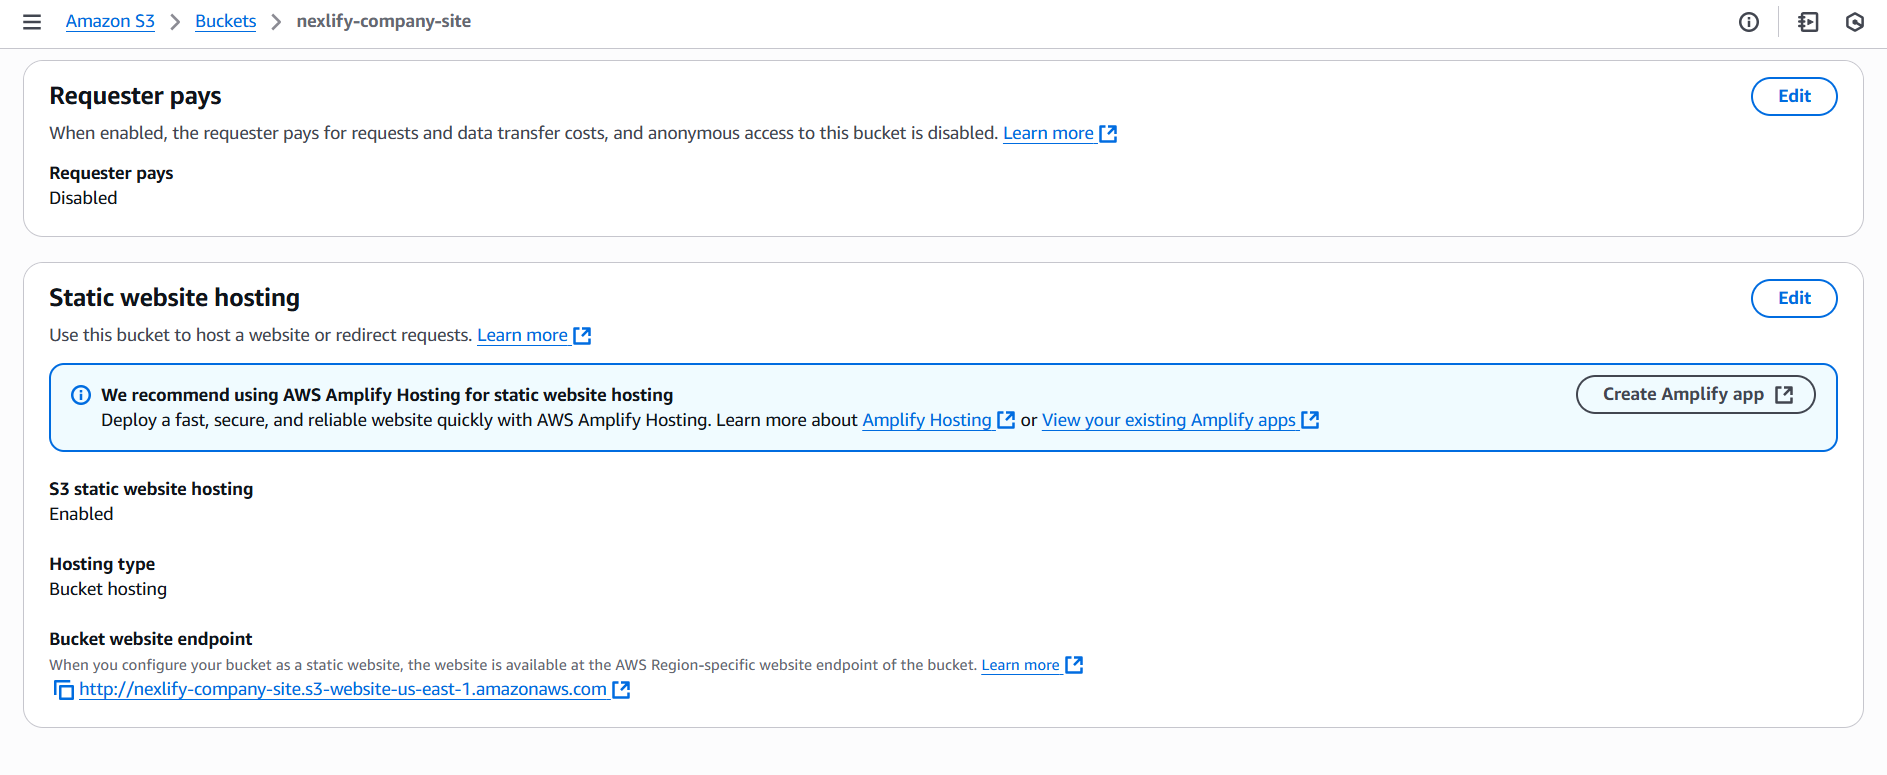 Amazon S3 > Buckets > nexlify-company-site
Requester pays
Edit
When enabled, the requester pays for requests and data transfer costs, and anonymous access to this bucket is disabled. Learn more
Requester pays
Disabled
Static website hosting
Edit
Use this bucket to host a website or redirect requests. Learn more
We recommend using AWS Amplify Hosting for static website hosting
Create Amplify app
Deploy a fast, secure, and reliable website quickly with AWS Amplify Hosting. Learn more about Amplify Hosting or View your existing Amplify apps
S3 static website hosting
Enabled
Hosting type
Bucket hosting
Bucket website endpoint
When you configure your bucket as a static website, the website is available at the AWS Region-specific website endpoint of the bucket. Learn more
http://nexlify-company-site.s3-website-us-east-1.amazonaws.com